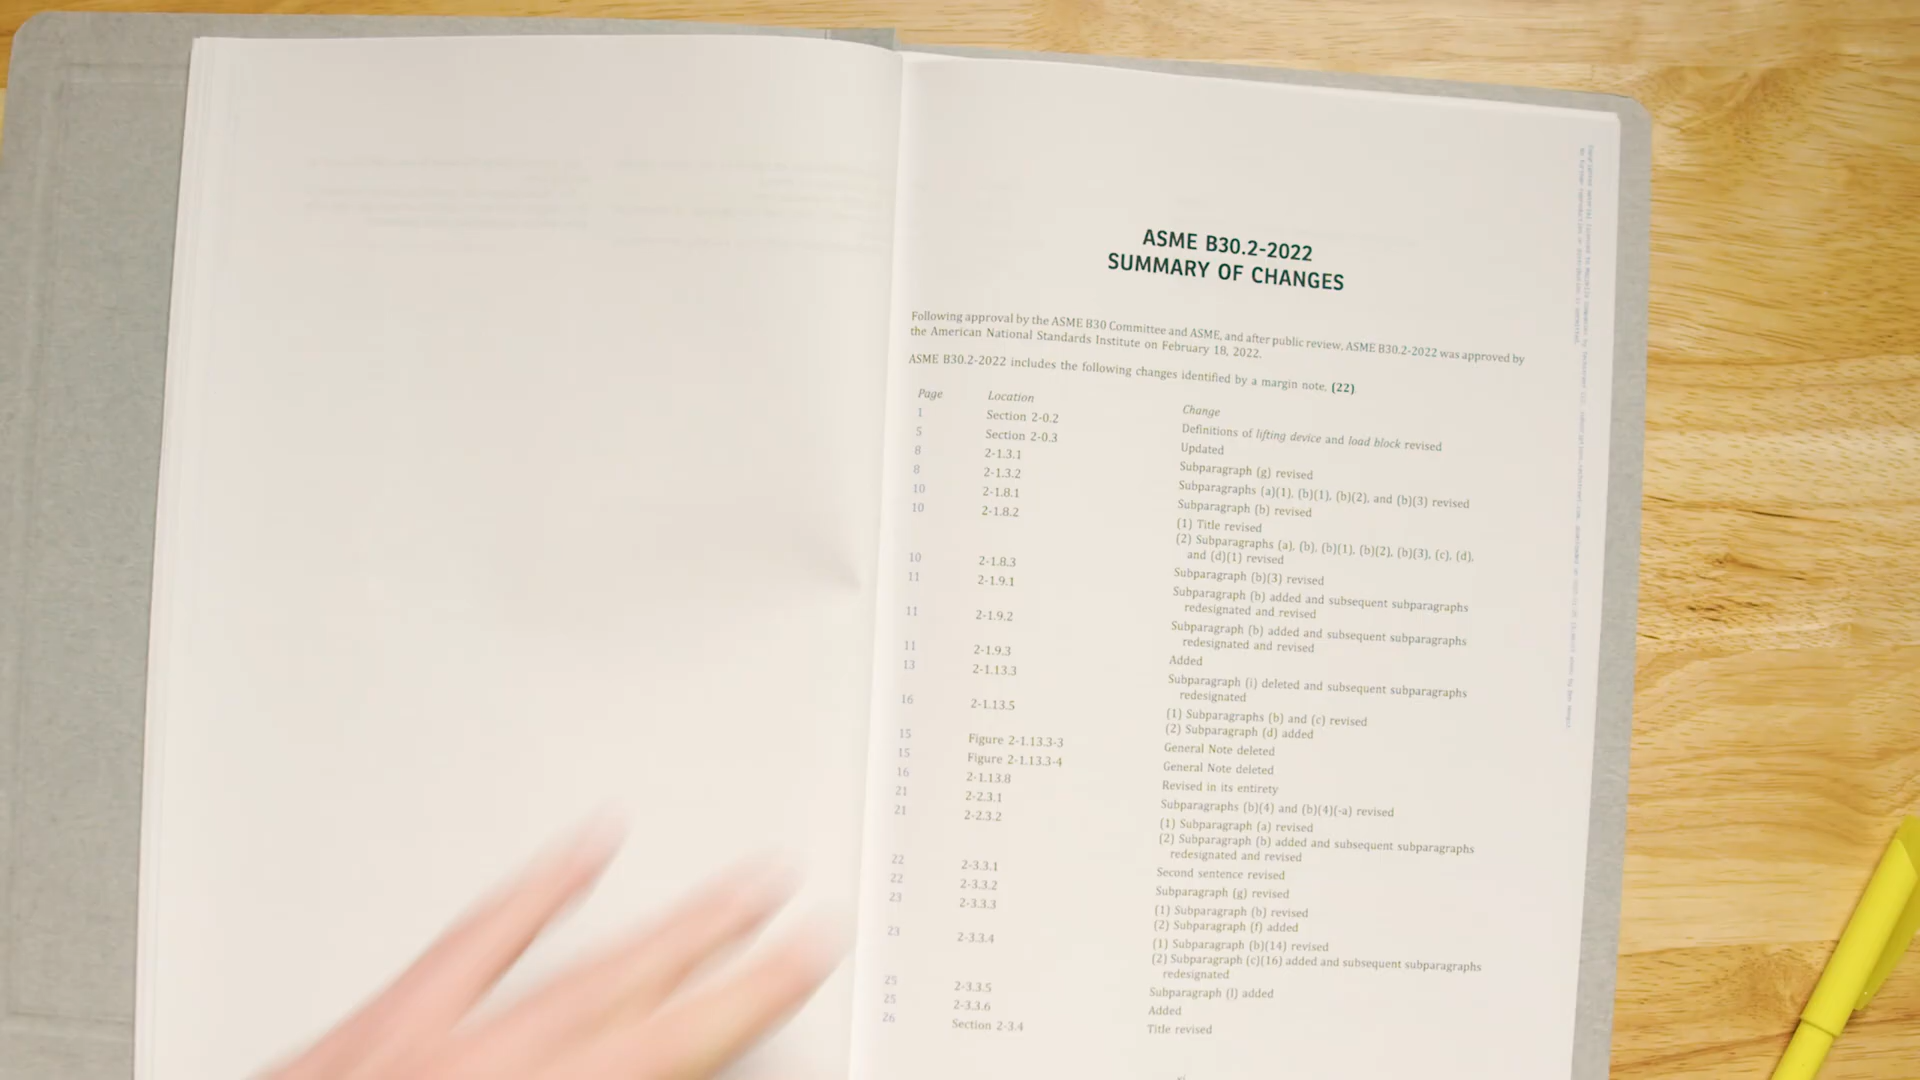 ASME B30.2-2022
SUMMARY OF CHANGES
Following approval by the ASME B30 Committee and ASME, and after public review, ASME B30.2-2022 was approved by
the American National Standards Institute on February 18, 2022.
ASME B30.2-2022 includes the following changes identified by a margin note, (22)
Page Location Change
1 Section 2-0.2 Definitions of lifting device and load block revised
5 Section 2-0.3 Updated
8 2-1.3.1 Subparagraph (g) revised
8 2-1.3.2 Subparagraphs (a)(1), (b)(1), (b)(2), and (b)(3) revised
10 2-1.8.1 Subparagraph (b) revised
10 2-1.8.2 (1) Title revised
(2) Subparagraphs (a), (b), (b)(1), (b)(2), (b)(3), (c), (d),
and (d)(1) revised
10 2-1.8.3 Subparagraph (b)(3) revised
11 2-1.9.1 Subparagraph (b) added and subsequent subparagraphs
redesignated and revised
11 2-1.9.2 Subparagraph (b) added and subsequent subparagraphs
redesignated and revised
11 2-1.9.3 Added
13 2-1.13.3 Subparagraph (i) deleted and subsequent subparagraphs
redesignated
16 2-1.13.5 (1) Subparagraphs (b) and (c) revised
(2) Subparagraph (d) added
15 Figure 2-1.13.3-3 General Note deleted
15 Figure 2-1.13.3-4 General Note deleted
16 2-1.13.8 Revised in its entirety
21 2-2.3.1 Subparagraphs (b)(4) and (b)(4)(-a) revised
21 2-2.3.2 (1) Subparagraph (a) revised
(2) Subparagraph (b) added and subsequent subparagraphs
redesignated and revised
22 2-3.3.1 Second sentence revised
22 2-3.3.2 Subparagraph (g) revised
23 2-3.3.3 (1) Subparagraph (b) revised
(2) Subparagraph (f) added
23 2-3.3.4 (1) Subparagraph (b)(14) revised
(2) Subparagraph (c)(16) added and subsequent subparagraphs
redesignated
25 2-3.3.5 Subparagraph (l) added
25 2-3.3.6 Added
26 Section 2-3.4 Title revised